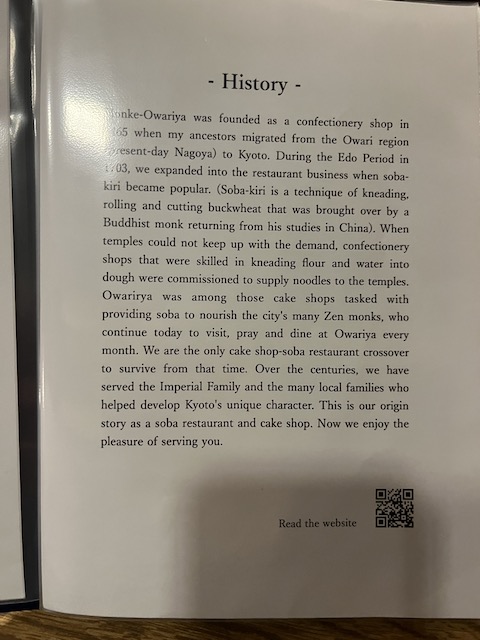 - History -
onke-Owariya was founded as a confectionery shop in
65 when my ancestors migrated from the Owari region
present-day Nagoya) to Kyoto. During the Edo Period in
1703, we expanded into the restaurant business when soba-
kiri became popular. (Soba-kiri is a technique of kneading,
rolling and cutting buckwheat that was brought over by a
Buddhist monk returning from his studies in China). When
temples could not keep up with the demand, confectionery
shops that were skilled in kneading flour and water into
dough were commissioned to supply noodles to the temples.
Owarirya was among those cake shops tasked with
providing soba to nourish the city's many Zen monks, who
continue today to visit, pray and dine at Owariya every
month. We are the only cake shop-soba restaurant crossover
to survive from that time. Over the centuries, we have
served the Imperial Family and the many local families who
helped develop Kyoto's unique character. This is our origin
story as a soba restaurant and cake shop. Now we enjoy the
pleasure of serving you.
Read the website